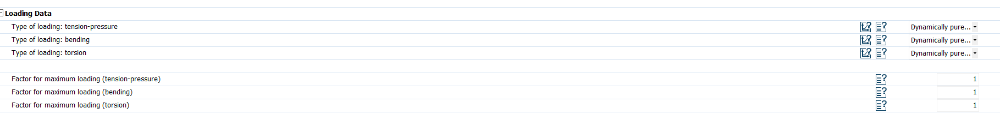 Loading Data
Type of loading: tension-pressure Dynamically pure...
Type of loading: bending Dynamically pure...
Type of loading: torsion Dynamically pure...
Factor for maximum loading (tension-pressure) 1
Factor for maximum loading (bending) 1
Factor for maximum loading (torsion) 1